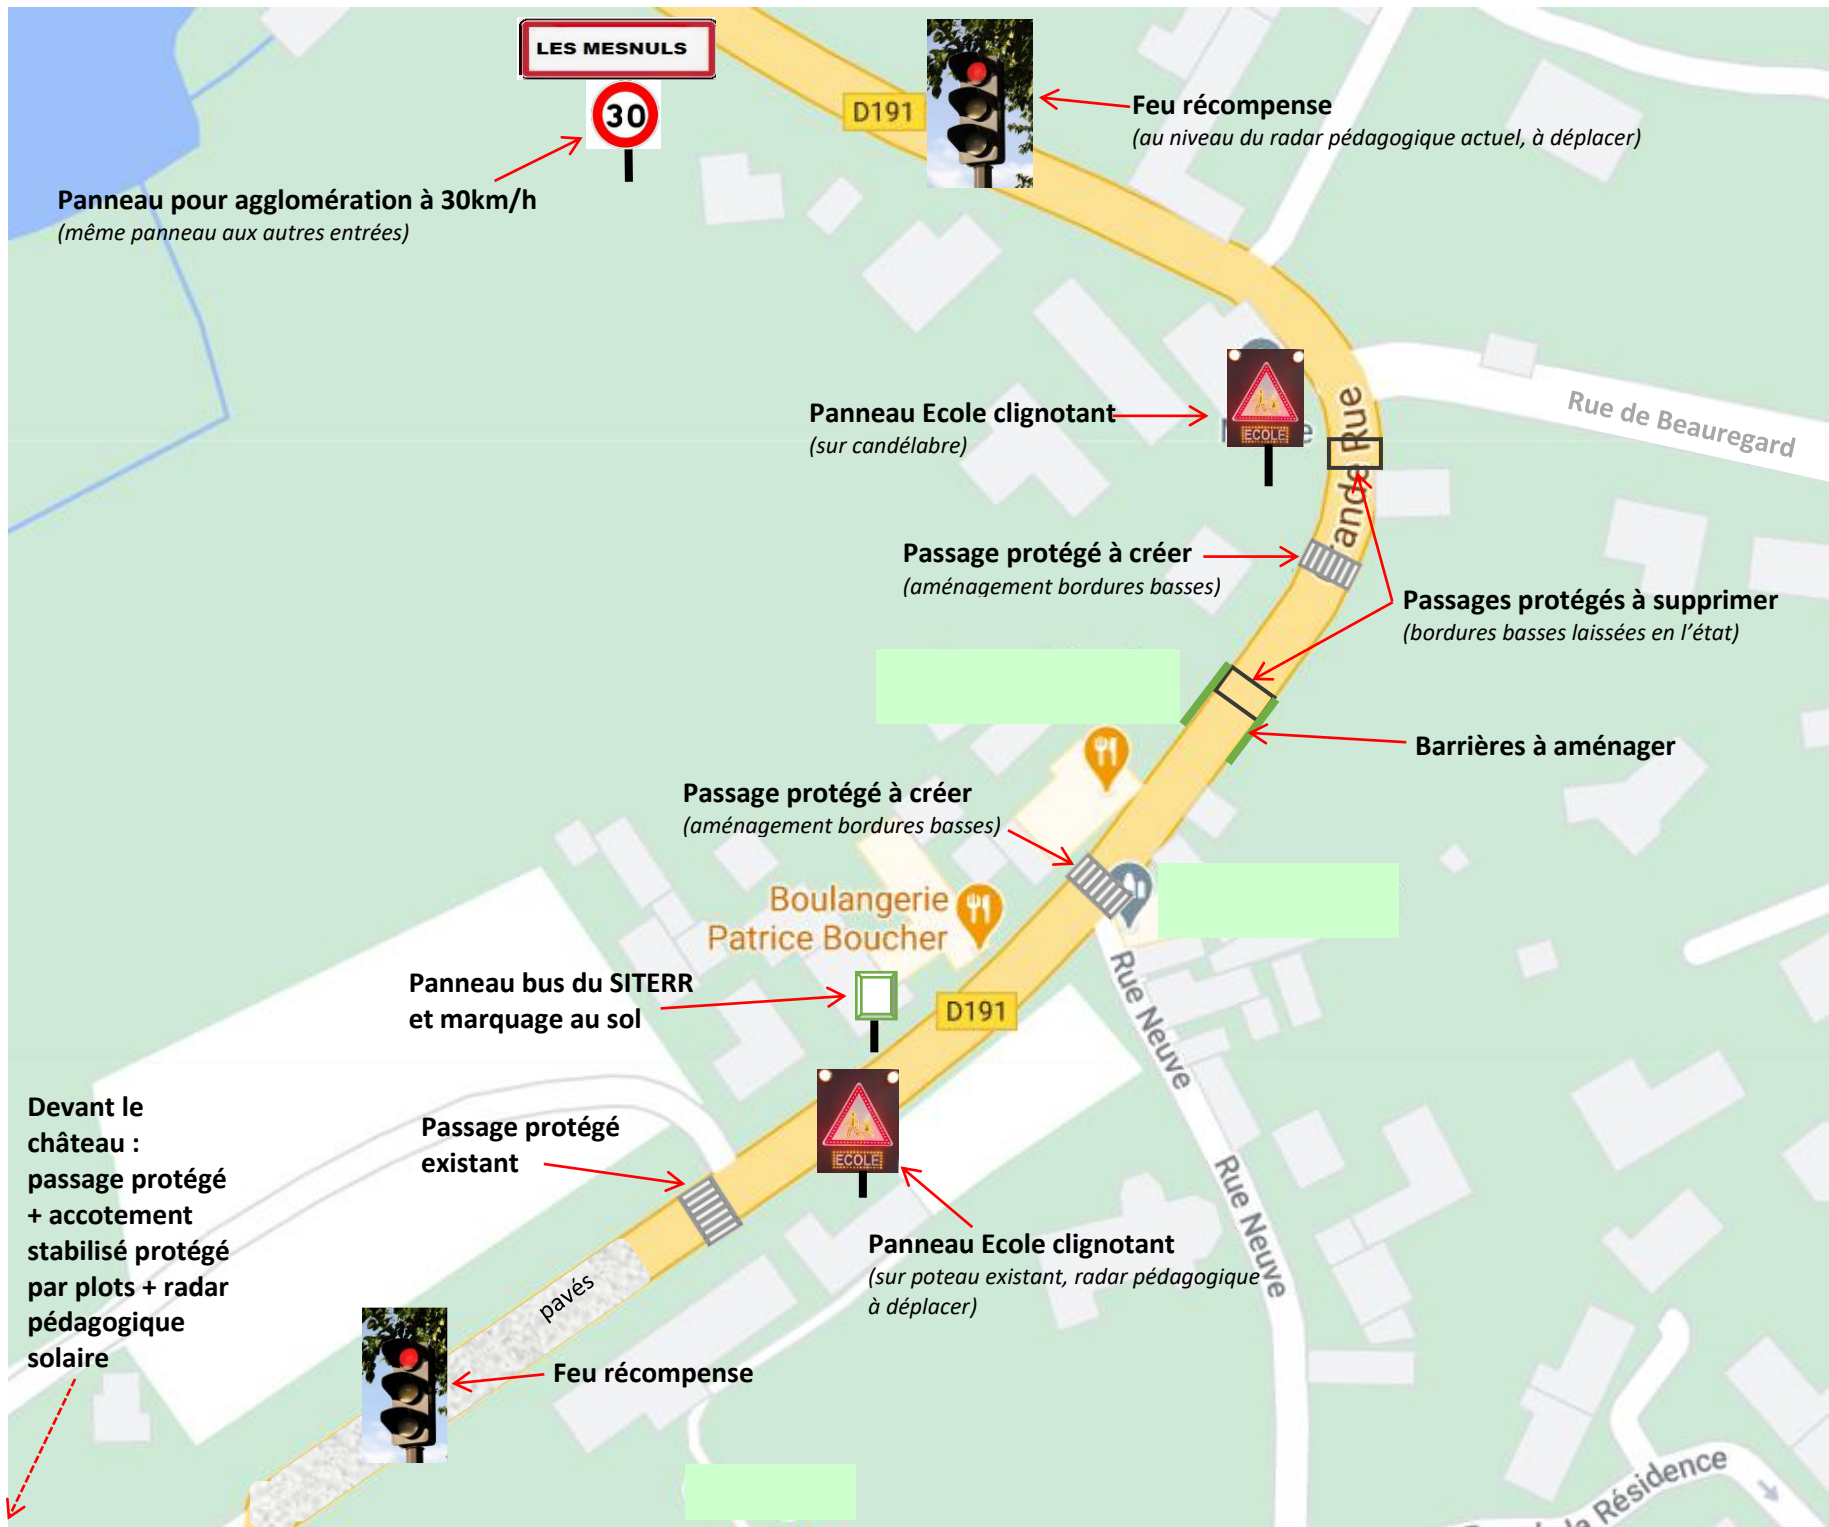 LES MESNULS
30
D191
Feu récompense
(au niveau du radar pédagogique actuel, à déplacer)
Panneau pour agglomération à 30km/h
(même panneau aux autres entrées)
Panneau Ecole clignotant
(sur candélabre)
ECOLE
Rue de Beauregard
ande Rue
Passage protégé à créer
(aménagement bordures basses)
Passages protégés à supprimer
(bordures basses laissées en l'état)
Barrières à aménager
Passage protégé à créer
(aménagement bordures basses)
Boulangerie
Patrice Boucher
Panneau bus du SITERR
et marquage au sol
D191
Rue Neuve
ECOLE
Devant le
château :
passage protégé
+ accotement
stabilisé protégé
par plots + radar
pédagogique
solaire
Passage protégé
existant
Rue Neuve
Panneau Ecole clignotant
(sur poteau existant, radar pédagogique
à déplacer)
pavés
Feu récompense
la Résidence